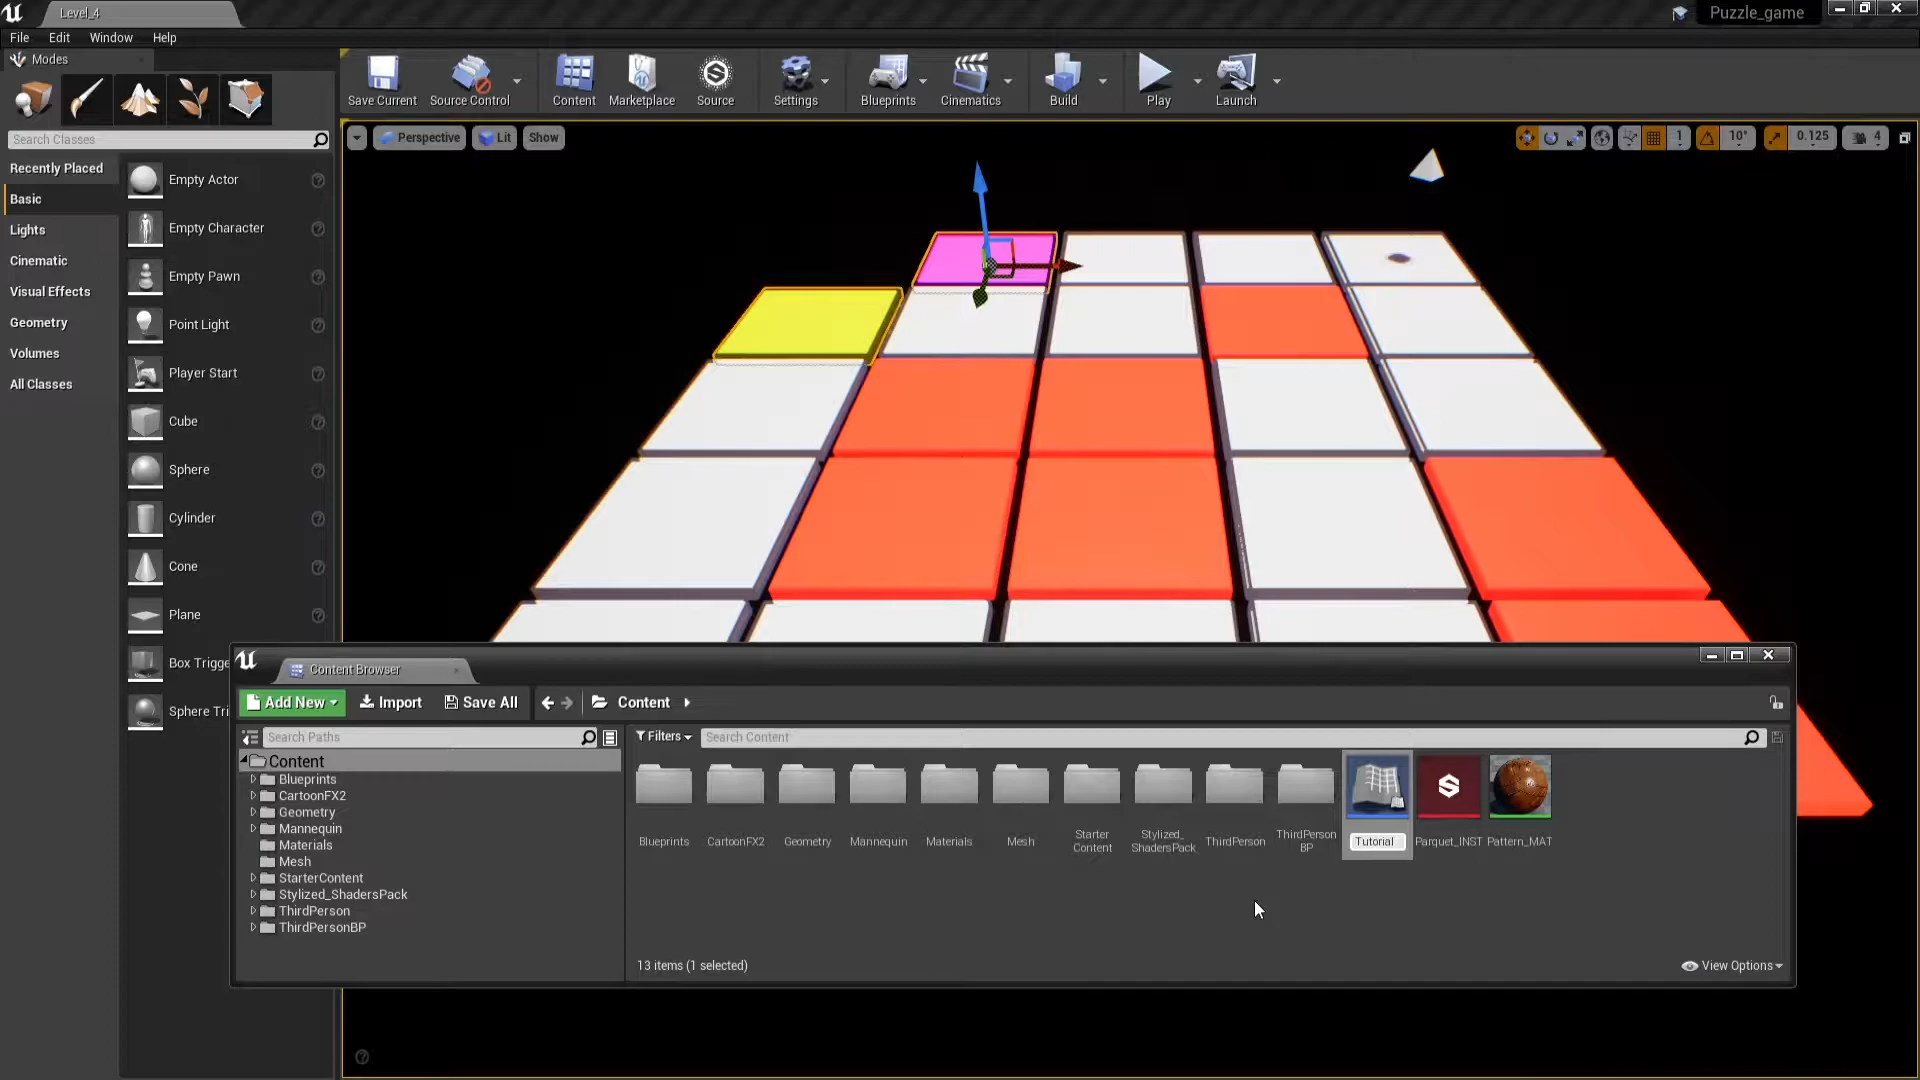 Level_4
Puzzle_game
File Edit Window Help
Modes
Save Current
Source Control
Content
Marketplace
Source
Settings
Blueprints
Cinematics
Build
Play
Launch
Search Classes
Perspective
Lit
Show
1
10°
0.125
4
Recently Placed
Basic
Lights
Cinematic
Visual Effects
Geometry
Volumes
All Classes
Empty Actor
Empty Character
Empty Pawn
Point Light
Player Start
Cube
Sphere
Cylinder
Cone
Plane
Box Trigge
Sphere Tri
Content Browser
Add New
Import
Save All
Content
Search Paths
Filters
Search Content
Content
Blueprints
CartoonFX2
Geometry
Mannequin
Materials
Mesh
StarterContent
Stylized_ShadersPack
ThirdPerson
ThirdPersonBP
Blueprints
CartoonFX2
Geometry
Mannequin
Materials
Mesh
Starter
Content
Stylized_
ShadersPack
ThirdPerson
ThirdPerson
BP
Tutorial
Parquet_INST
Pattern_MAT
13 items (1 selected)
View Options